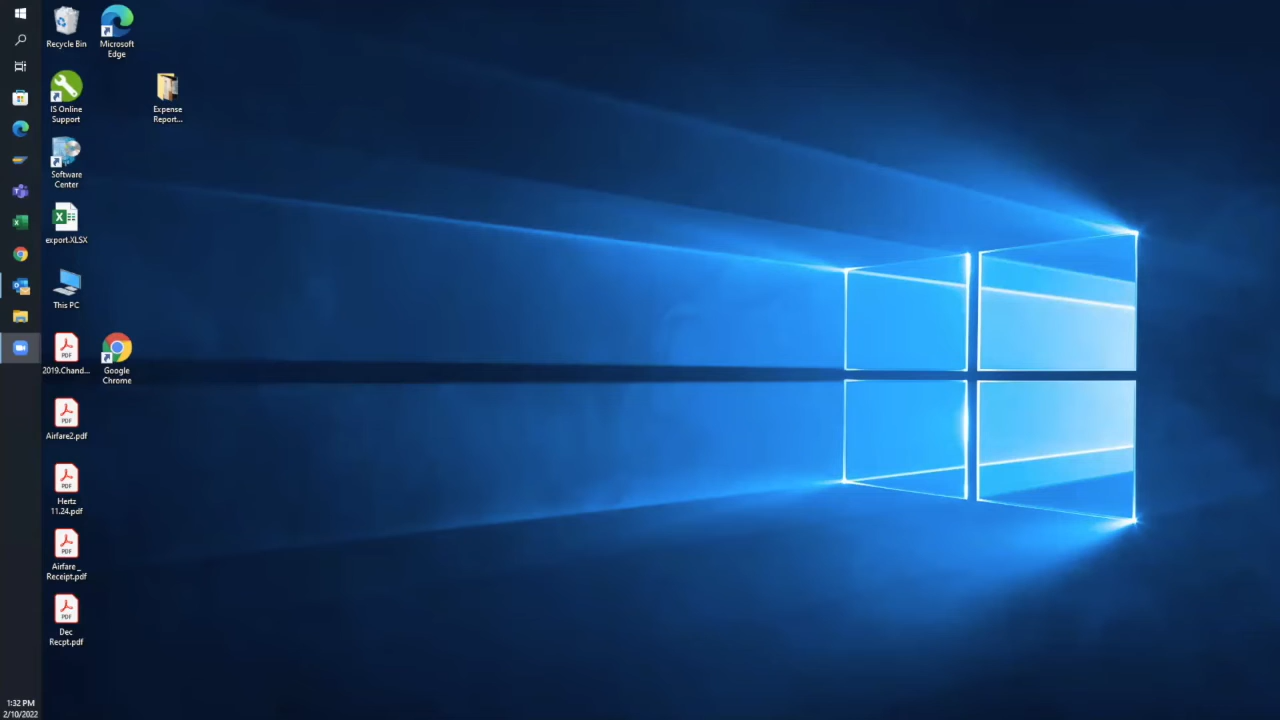 Recycle Bin
Microsoft
Edge
IS Online
Support
Expense
Report...
Software
Center
export.XLSX
This PC
2019.Chand...
Google
Chrome
Airfare2.pdf
Hertz
11.24.pdf
Airfare _
Receipt.pdf
Dec
Recpt.pdf
1:32 PM
2/10/2022